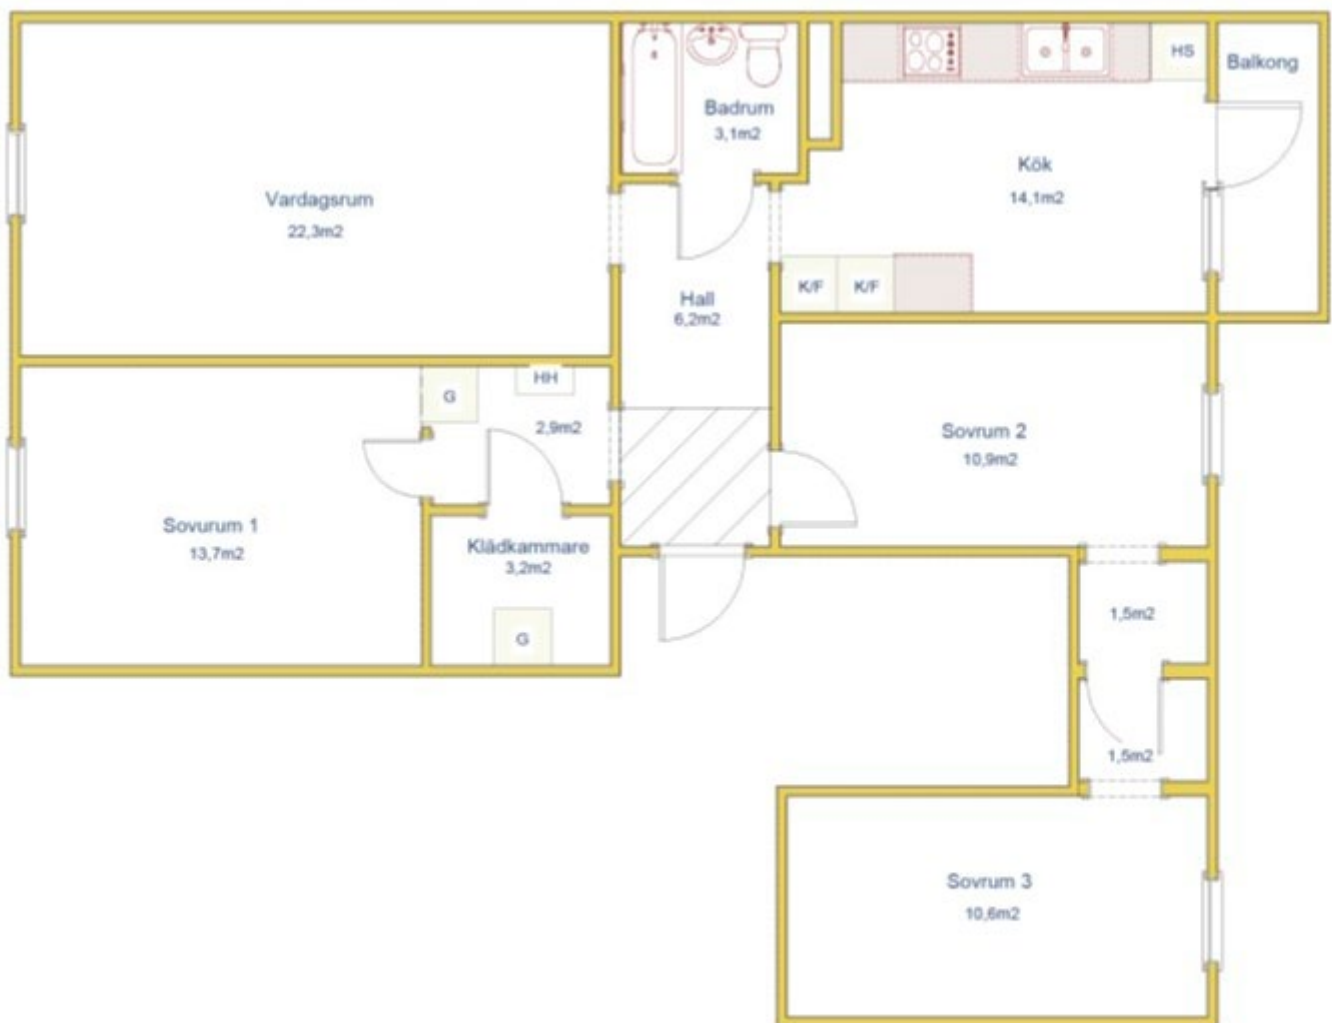 Badrum
3,1m2
HS
Balkong
Kök
14,1m2
Vardagsrum
22,3m2
K/F
K/F
Hall
6,2m2
G
HH
2,9m2
Sovrum 2
10,9m2
Sovurum 1
13,7m2
Klädkammare
3,2m2
G
1,5m2
1,5m2
Sovrum 3
10,6m2